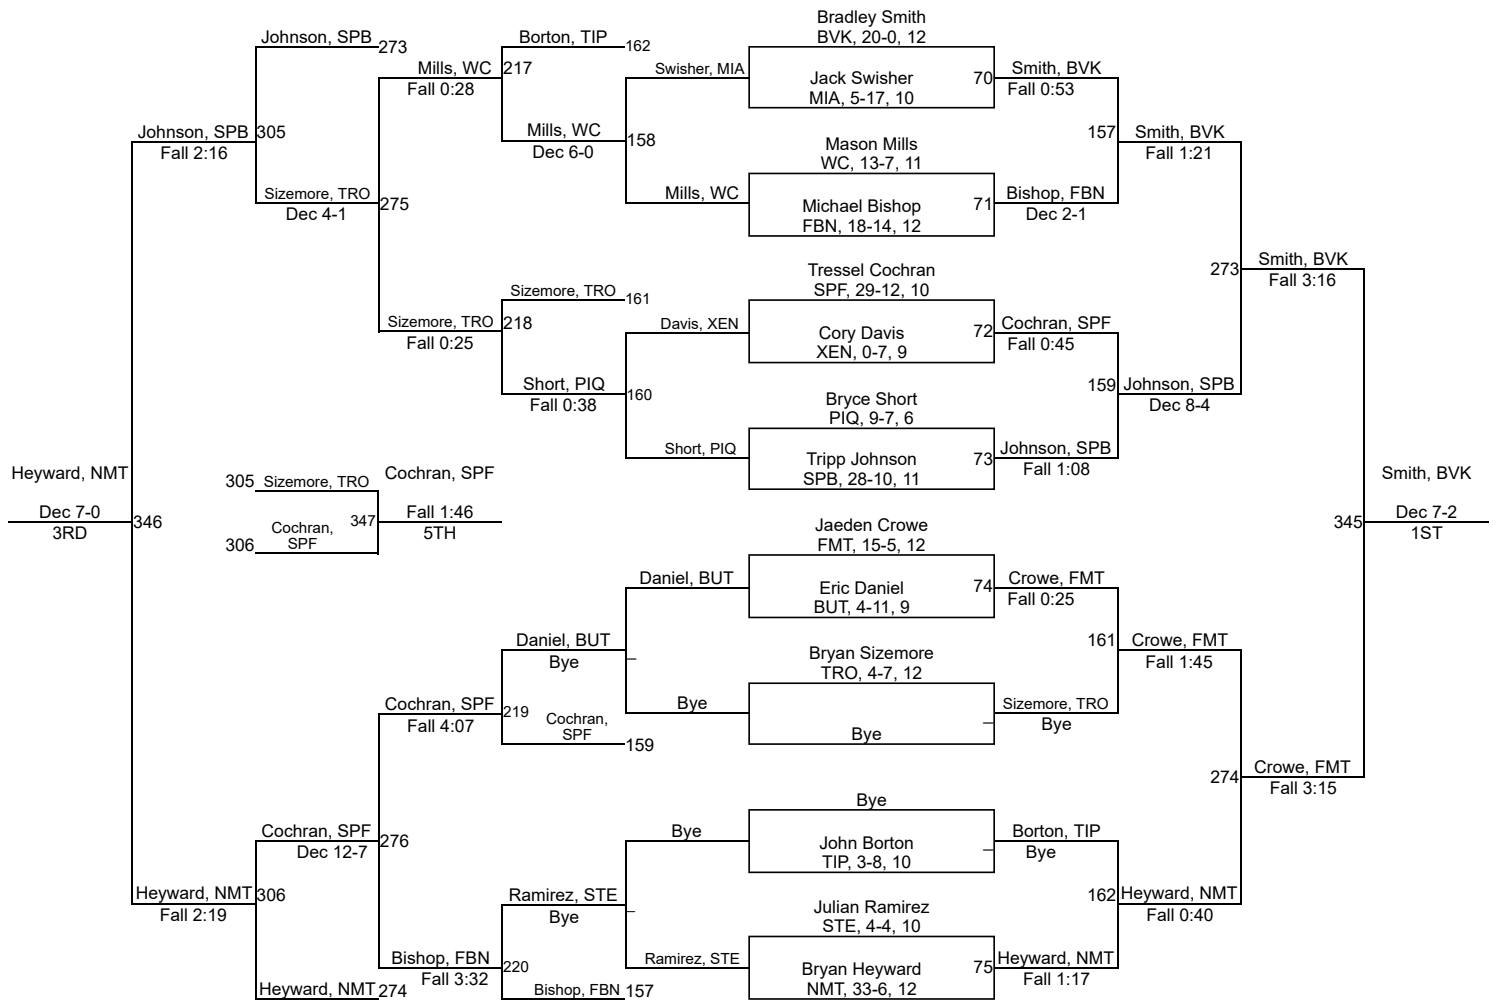 Bradley Smith
BVK, 20-0, 12
Johnson, SPB
273
Borton, TIP
162
Mills, WC
217
Fall 0:28
Swisher, MIA
Jack Swisher
MIA, 5-17, 10
70
Smith, BVK
Fall 0:53
Johnson, SPB
305
Fall 2:16
Mills, WC
Dec 6-0
158
Mason Mills
WC, 13-7, 11
157
Smith, BVK
Fall 1:21
Sizemore, TRO
Dec 4-1
275
Mills, WC
Michael Bishop
FBN, 18-14, 12
71
Bishop, FBN
Dec 2-1
273
Smith, BVK
Fall 3:16
Tressel Cochran
SPF, 29-12, 10
Sizemore, TRO
161
Sizemore, TRO
218
Fall 0:25
Davis, XEN
Cory Davis
XEN, 0-7, 9
72
Cochran, SPF
Fall 0:45
Short, PIQ
Fall 0:38
160
Bryce Short
PIQ, 9-7, 6
159
Johnson, SPB
Dec 8-4
Short, PIQ
Tripp Johnson
SPB, 28-10, 11
73
Johnson, SPB
Fall 1:08
Heyward, NMT
Dec 7-0
3RD
346
305
Sizemore, TRO
306
Cochran,
SPF
347
Cochran, SPF
Fall 1:46
5TH
345
Smith, BVK
Dec 7-2
1ST
Jaeden Crowe
FMT, 15-5, 12
Daniel, BUT
Eric Daniel
BUT, 4-11, 9
74
Crowe, FMT
Fall 0:25
Daniel, BUT
Bye
_
Bryan Sizemore
TRO, 4-7, 12
161
Crowe, FMT
Fall 1:45
Cochran, SPF
Fall 4:07
219
Cochran,
SPF
159
Bye
Bye
_
Sizemore, TRO
Bye
274
Crowe, FMT
Fall 3:15
Bye
Cochran, SPF
Dec 12-7
276
Bye
John Borton
TIP, 3-8, 10
_
Borton, TIP
Bye
Heyward, NMT
306
Fall 2:19
Ramirez, STE
Bye
_
Julian Ramirez
STE, 4-4, 10
162
Heyward, NMT
Fall 0:40
Bishop, FBN
Fall 3:32
220
Ramirez, STE
Bryan Heyward
NMT, 33-6, 12
75
Heyward, NMT
Fall 1:17
Heyward, NMT
274
Bishop, FBN
157